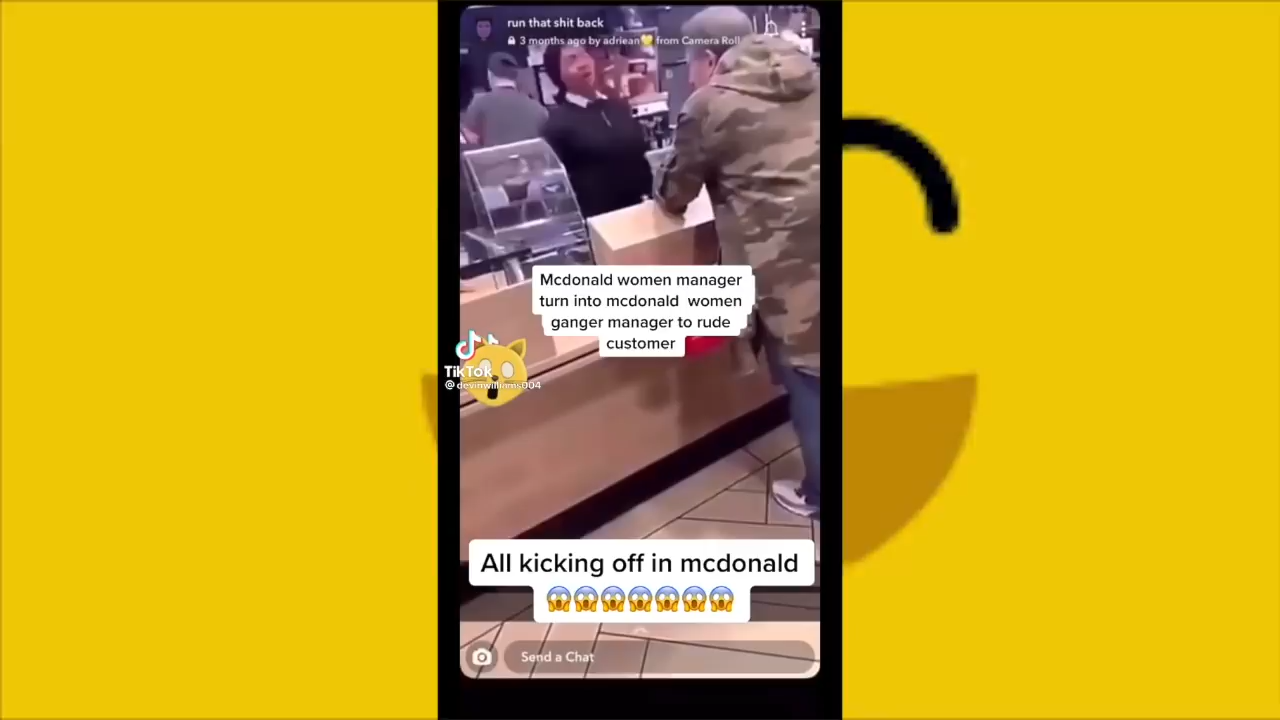 run that shit back
3 months ago by adriean💛 from Camera Roll
Mcdonald women manager
turn into mcdonald women
ganger manager to rude
customer
TikTok
@devinwilliams004
All kicking off in mcdonald
😱😱😱😱😱😱😱
Send a Chat